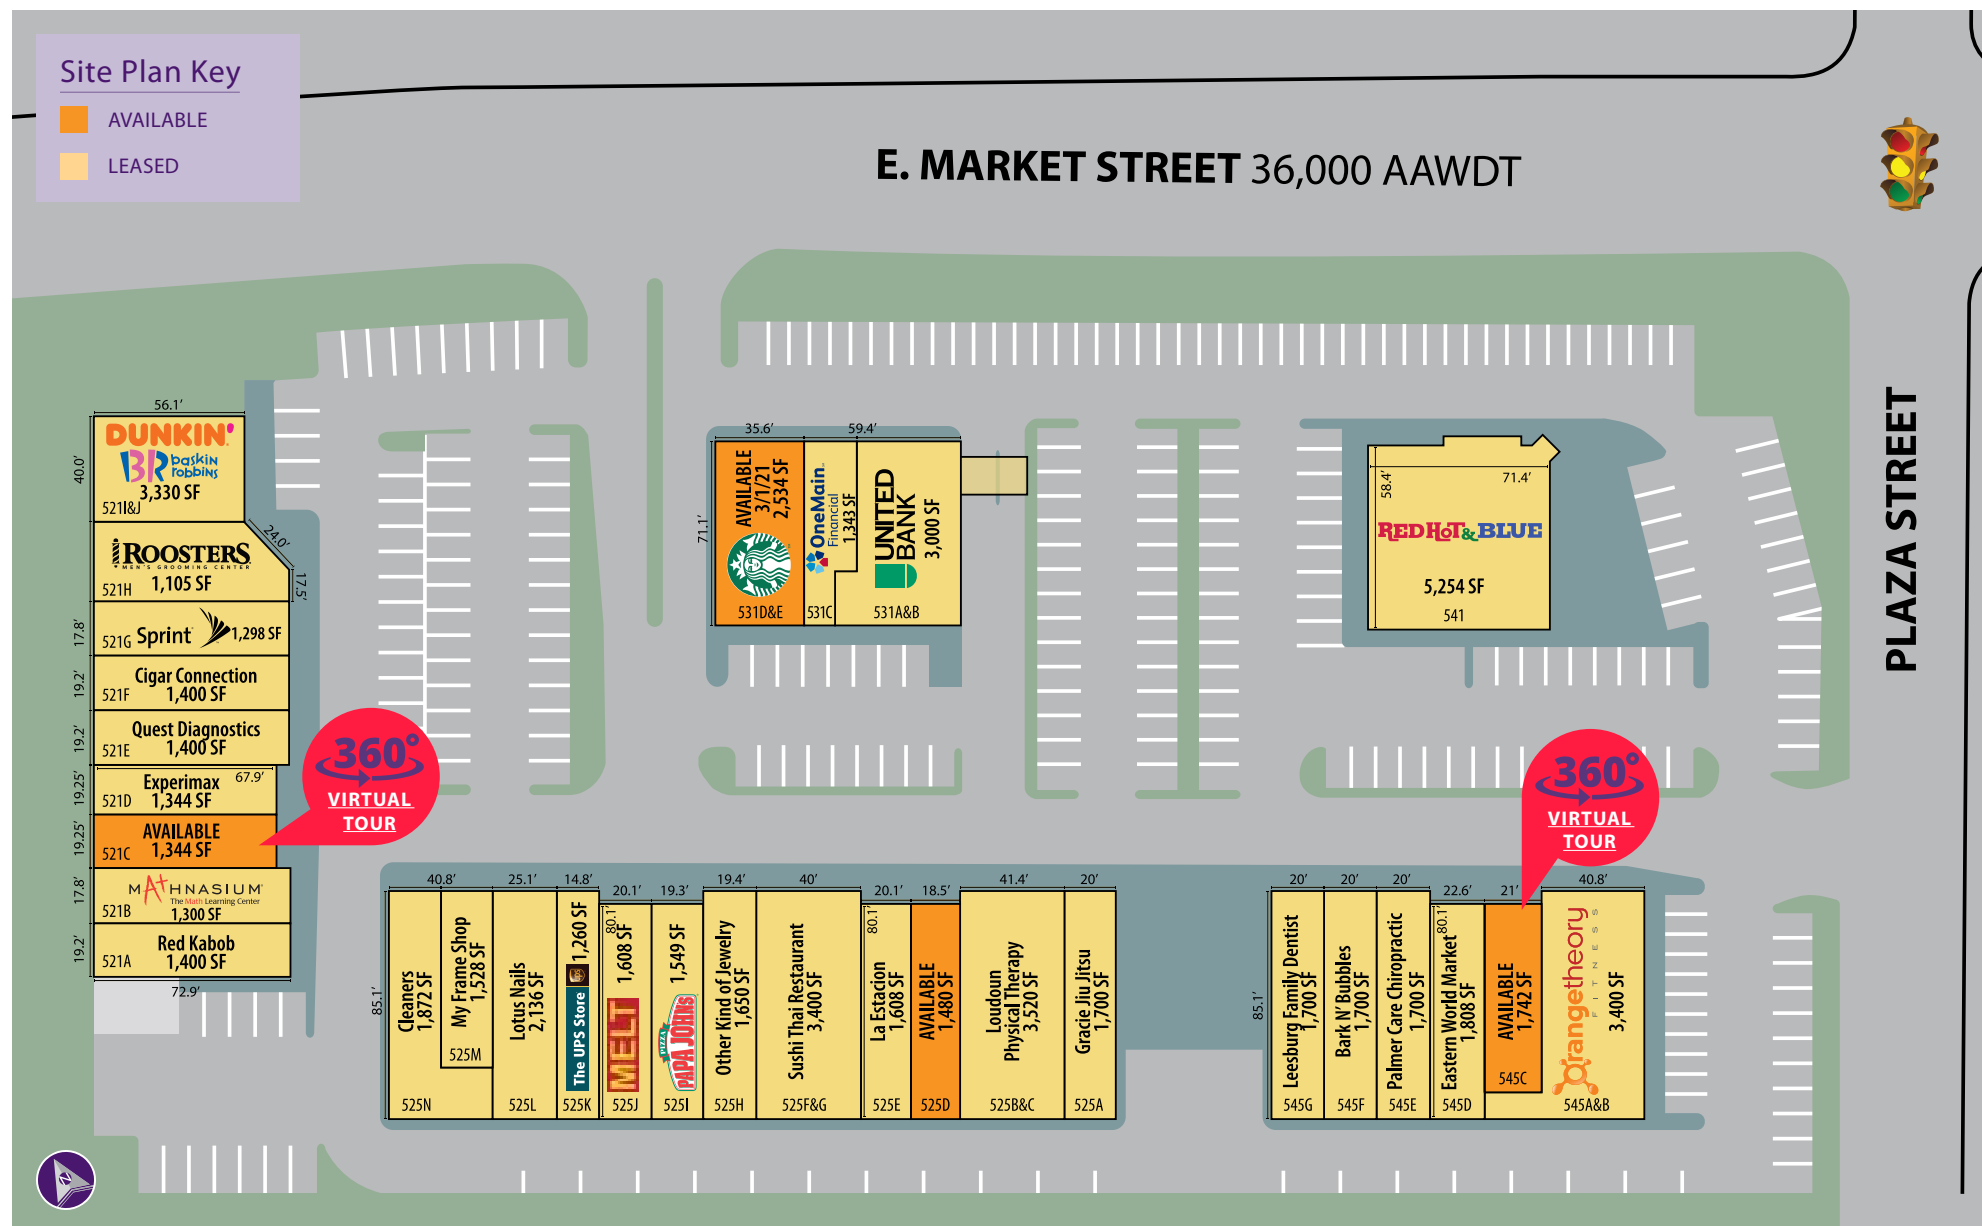 Site Plan Key
AVAILABLE
LEASED
E. MARKET STREET 36,000 AAWDT
PLAZA STREET
56.1'
40.0'
DUNKIN'
BR baskin
robbins
3,330 SF
521I&J
24.0'
17.5'
ROOSTERS
MEN'S GROOMING CENTER
1,105 SF
521H
17.8'
Sprint
1,298 SF
521G
19.2'
Cigar Connection
1,400 SF
521F
19.2'
Quest Diagnostics
1,400 SF
521E
67.9'
19.25'
Experimax
1,344 SF
521D
19.25'
AVAILABLE
1,344 SF
521C
360°
VIRTUAL
TOUR
17.8'
MATHNASIUM
The Math Learning Center
1,300 SF
521B
19.2'
Red Kabob
1,400 SF
521A
72.9'
35.6'
59.4'
71.1'
AVAILABLE
3/1/21
2,534 SF
531D&E
OneMain
Financial
1,343 SF
531C
UNITED
BANK
3,000 SF
531A&B
58.4'
71.4'
RED HOT & BLUE
5,254 SF
541
360°
VIRTUAL
TOUR
40.8'
25.1'
14.8'
20.1'
19.3'
19.4'
40'
20.1'
18.5'
41.4'
20'
85.1'
Cleaners
1,872 SF
525N
My Frame Shop
1,528 SF
525M
Lotus Nails
2,136 SF
525L
ups
The UPS Store
1,260 SF
525K
80.1'
MELT
1,608 SF
525J
PIZZA
PAPA JOHNS
1,549 SF
525I
Other Kind of Jewelry
1,650 SF
525H
Sushi Thai Restaurant
3,400 SF
525F&G
80.1'
La Estacion
1,608 SF
525E
AVAILABLE
1,480 SF
525D
Loudoun
Physical Therapy
3,520 SF
525B&C
Gracie Jiu Jitsu
1,700 SF
525A
20'
20'
20'
22.6'
21'
40.8'
85.1'
Leesburg Family Dentist
1,700 SF
545G
Bark N' Bubbles
1,700 SF
545F
Palmer Care Chiropractic
1,700 SF
545E
80.1'
Eastern World Market
1,808 SF
545D
AVAILABLE
1,742 SF
545C
Orangetheory
FITNESS
3,400 SF
545A&B
N